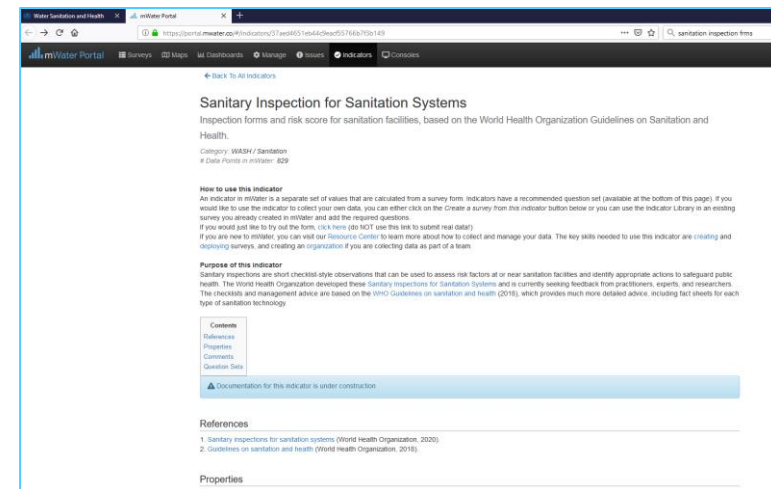 Water Sanitation and Health
mWater Portal
https://portal.mwater.co/#/indicators/37aed4651eb44c9eacf55766b7f5b149
sanitation inspection frms
mWater Portal Surveys Maps Dashboards Manage Issues Indicators Consoles
Back To All Indicators
Sanitary Inspection for Sanitation Systems
Inspection forms and risk score for sanitation facilities, based on the World Health Organization Guidelines on Sanitation and
Health.
Category: WASH / Sanitation
# Data Points in mWater: 829
How to use this indicator
An indicator in mWater is a separate set of values that are calculated from a survey form. Indicators have a recommended question set (available at the bottom of this page). If you
would like to use the indicator to collect your own data, you can either click on the Create a survey from this indicator button below or you can use the Indicator Library in an existing
survey you already created in mWater and add the required questions.
If you would just like to try out the form, click here (do NOT use this link to submit real data!)
If you are new to mWater, you can visit our Resource Center to learn more about how to collect and manage your data. The key skills needed to use this indicator are creating and
deploying surveys, and creating an organization if you are collecting data as part of a team.
Purpose of this indicator
Sanitary inspections are short checklist-style observations that can be used to assess risk factors at or near sanitation facilities and identify appropriate actions to safeguard public
health. The World Health Organization developed these Sanitary Inspections for Sanitation Systems and is currently seeking feedback from practitioners, experts, and researchers.
The checklists and management advice are based on the WHO Guidelines on sanitation and health (2018), which provides much more detailed advice, including fact sheets for each
type of sanitation technology.
Contents
References
Properties
Comments
Question Sets
Documentation for this indicator is under construction
References
1. Sanitary inspections for sanitation systems (World Health Organization, 2020).
2. Guidelines on sanitation and health (World Health Organization, 2018).
Properties